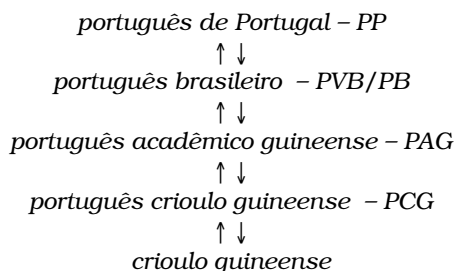 português de Portugal – PP
↑ ↓
português brasileiro – PVB/PB
↑ ↓
português acadêmico guineense – PAG
↑ ↓
português crioulo guineense – PCG
↑ ↓
crioulo guineense